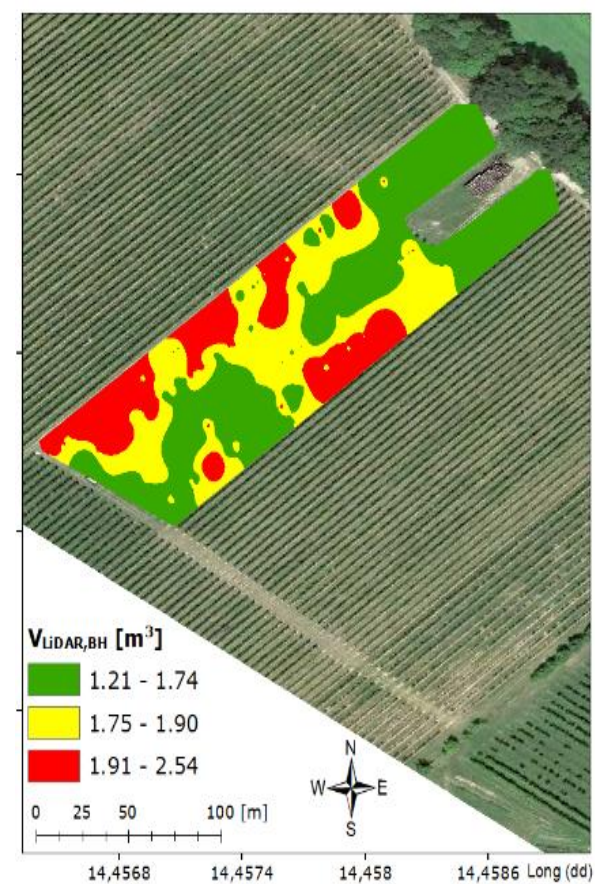 V_LiDAR,BH [m³]
1.21 - 1.74
1.75 - 1.90
1.91 - 2.54
0 25 50 100 [m]
N
W E
S
14,4568 14,4574 14,458 14,4586 Long (dd)